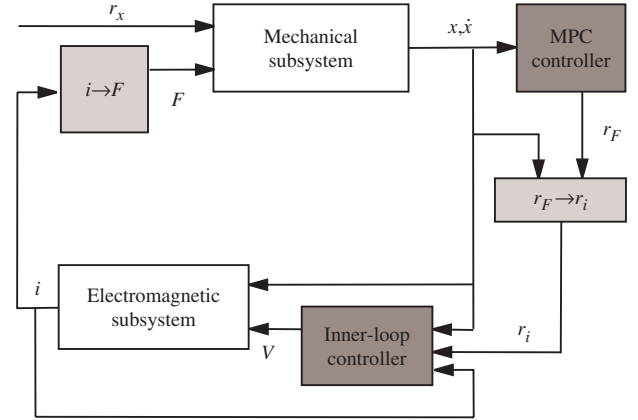 r_x
Mechanical
subsystem
x,ẋ
MPC
controller
i→F
F
r_F
r_F→r_i
i
Electromagnetic
subsystem
V
Inner-loop
controller
r_i